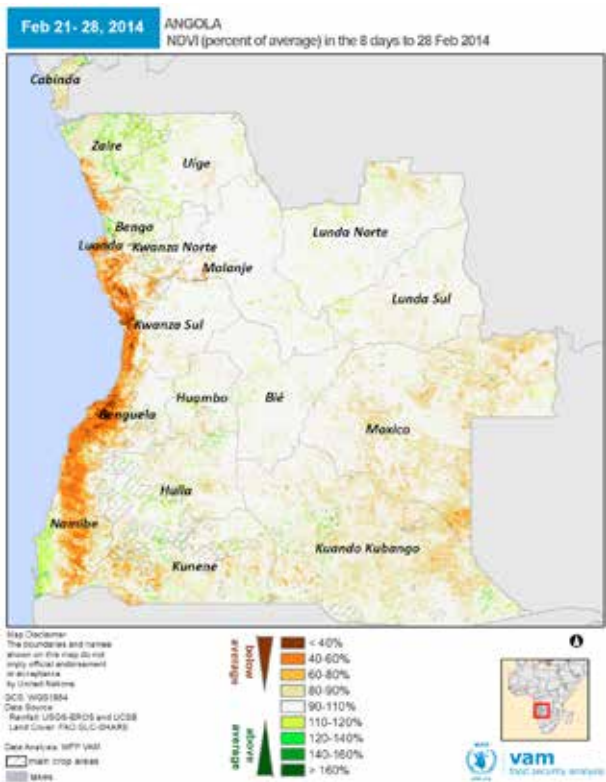 Feb 21- 28, 2014
ANGOLA
NDVI (percent of average) in the 8 days to 28 Feb 2014
Cabinda
Zaire
Uige
Bengo
Luanda
Kwanza Norte
Malanje
Lunda Norte
Lunda Sul
Kwanza Sul
Huambo
Bié
Benguela
Moxico
Huila
Namibe
Kuando Kubango
Kunene
Map Disclaimer
The boundaries and names
shown on this map do not
imply official endorsement
or acceptance
by United Nations.
GCS: WGS1984
Data Source
Rainfall: USGS-EROS and UCSB
Land Cover: FAO GLC-SHARE
Data Analysis: WFP VAM
main crop areas
lakes
below
average
above
average
< 40%
40-60%
60-80%
80-90%
90-110%
110-120%
120-140%
140-160%
> 160%
WFP
vam
food security analysis